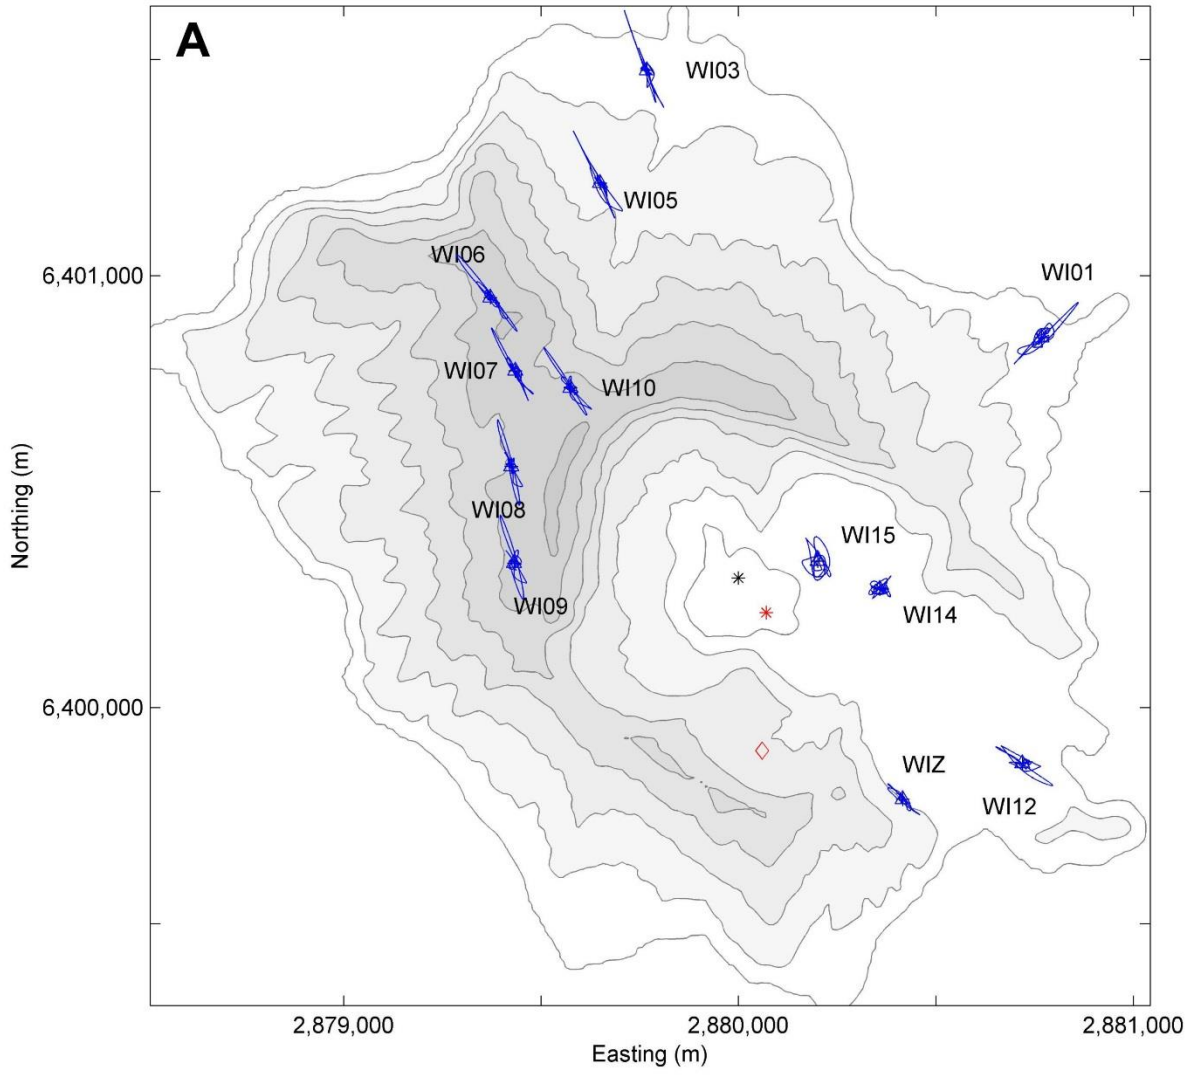 A
WI03
WI05
WI06
6,401,000
WI01
WI07
WI10
WI08
WI15
WI09
WI14
6,400,000
WIZ
WI12
Northing (m)
2,879,000
2,880,000
2,881,000
Easting (m)